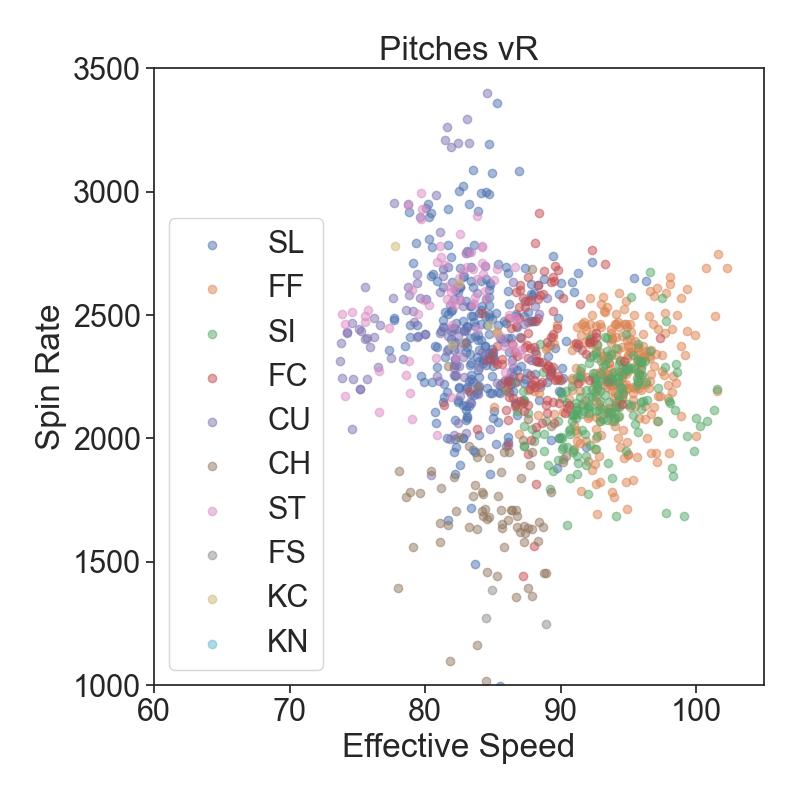 Pitches vR
3500
3000
2500
2000
1500
1000
Spin Rate
SL
FF
SI
FC
CU
CH
ST
FS
KC
KN
60 70 80 90 100
Effective Speed